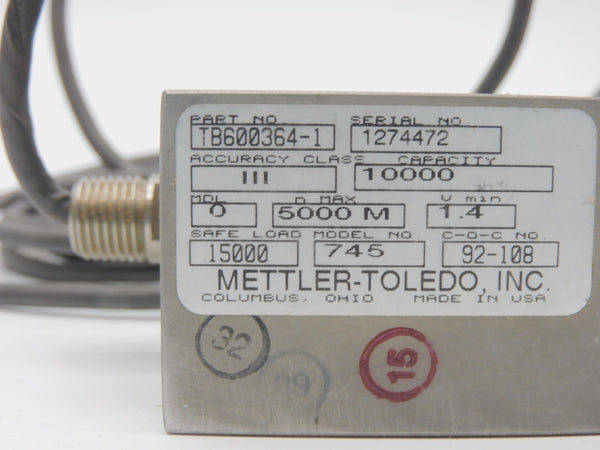 PART NO. SERIAL NO.
TB600364-1 1274472
ACCURACY CLASS CAPACITY
III 10000
MDL n MAX V min
0 5000 M 1.4
SAFE LOAD MODEL NO. C-O-C NO.
15000 745 92-108
METTLER-TOLEDO, INC.
COLUMBUS, OHIO MADE IN USA
32
15